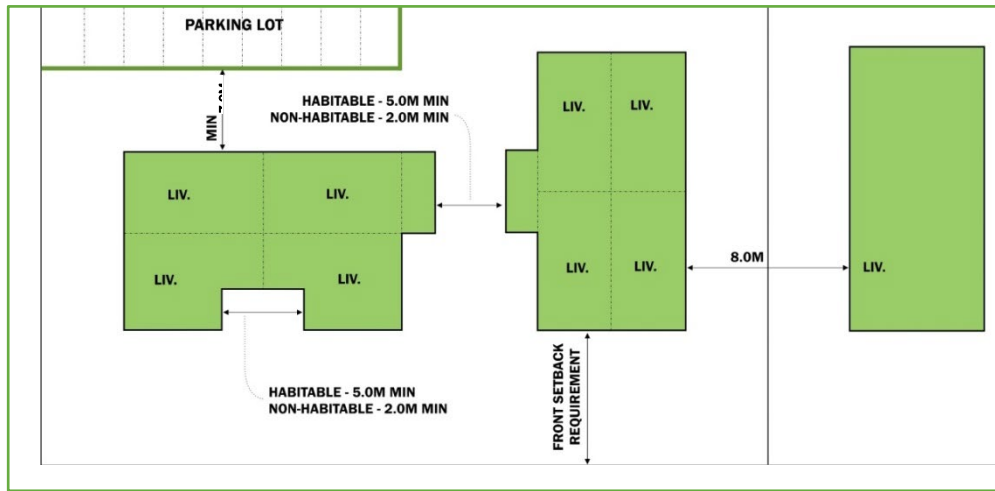 PARKING LOT
MIN
HABITABLE - 5.0M MIN
NON-HABITABLE - 2.0M MIN
LIV.
LIV.
LIV.
LIV.
LIV.
LIV.
LIV.
LIV.
8.0M
LIV.
HABITABLE - 5.0M MIN
NON-HABITABLE - 2.0M MIN
FRONT SETBACK
REQUIREMENT